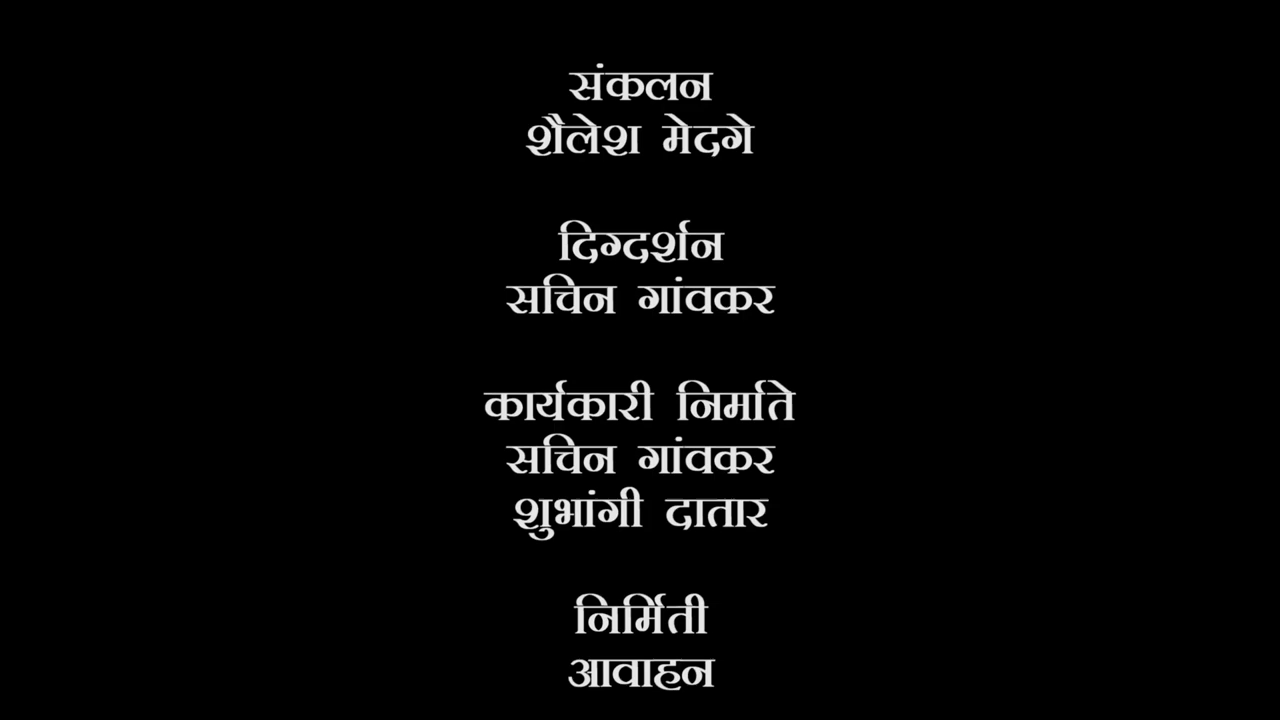 संकलन
शैलेश मेदगे
दिग्दर्शन
सचिन गांवकर
कार्यकारी निर्माते
सचिन गांवकर
शुभांगी दातार
निर्मिती
आवाहन